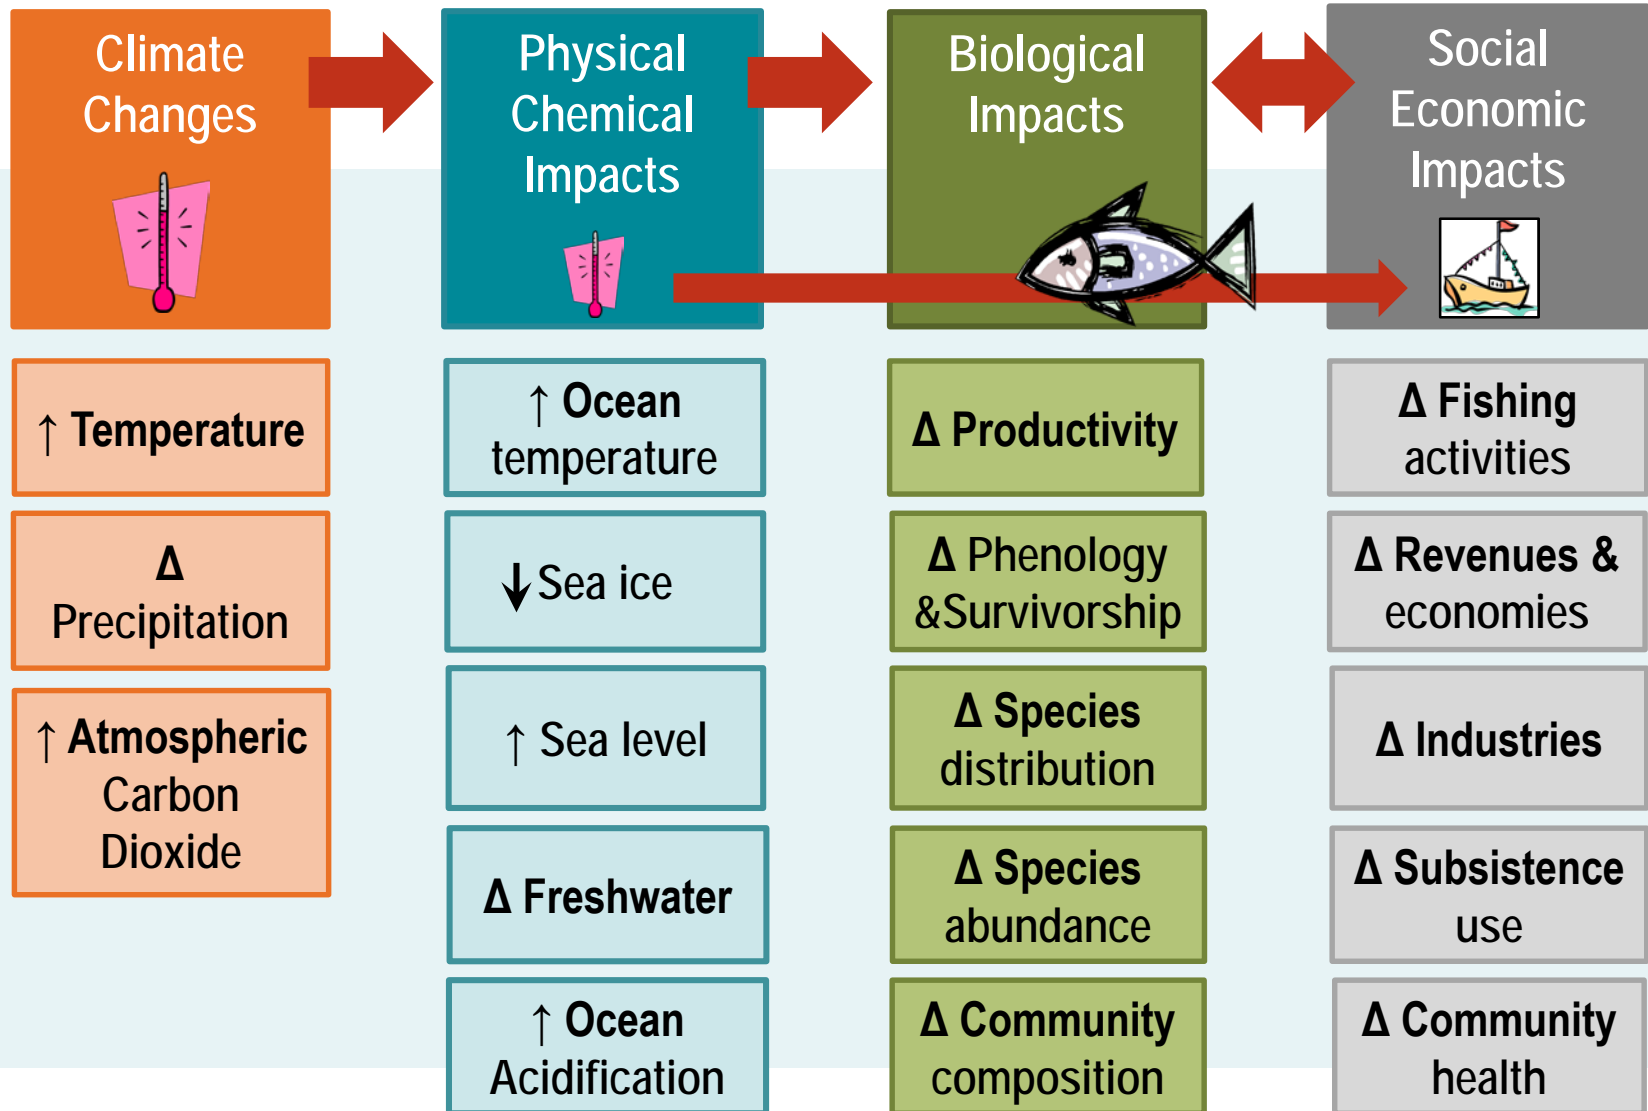 Climate
Changes
Physical
Chemical
Impacts
Biological
Impacts
Social
Economic
Impacts
↑ Temperature
Δ
Precipitation
↑ Atmospheric
Carbon
Dioxide
↑ Ocean
temperature
↓ Sea ice
↑ Sea level
Δ Freshwater
↑ Ocean
Acidification
Δ Productivity
Δ Phenology
&Survivorship
Δ Species
distribution
Δ Species
abundance
Δ Community
composition
Δ Fishing
activities
Δ Revenues &
economies
Δ Industries
Δ Subsistence
use
Δ Community
health